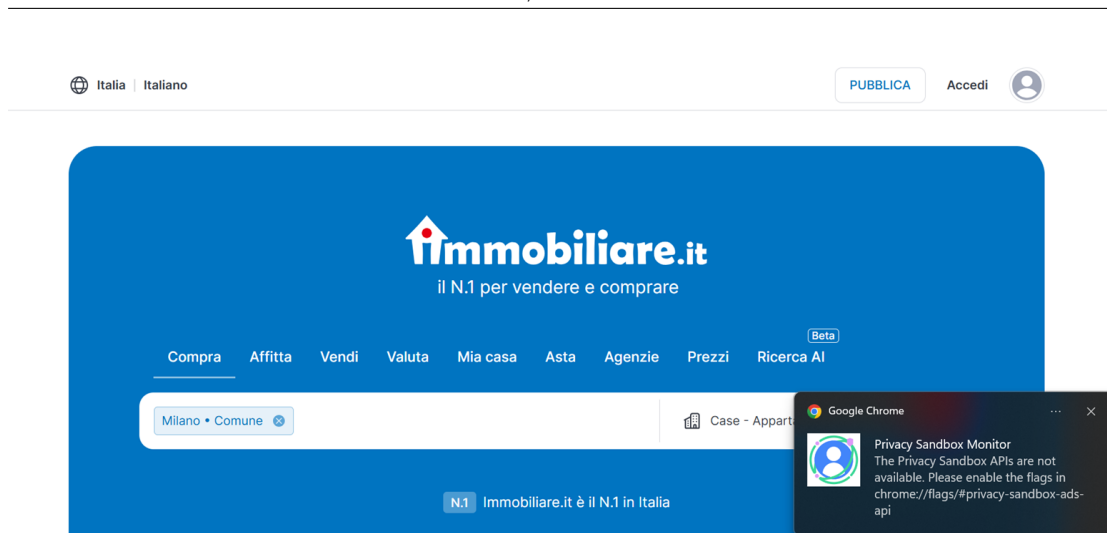 Italia | Italiano
PUBBLICA
Accedi
immobiliare.it
il N.1 per vendere e comprare
Beta
Compra Affitta Vendi Valuta Mia casa Asta Agenzie Prezzi Ricerca AI
Milano • Comune
Case - Appart
N.1 Immobiliare.it è il N.1 in Italia
Google Chrome
Privacy Sandbox Monitor
The Privacy Sandbox APIs are not
available. Please enable the flags in
chrome://flags/#privacy-sandbox-ads-
api